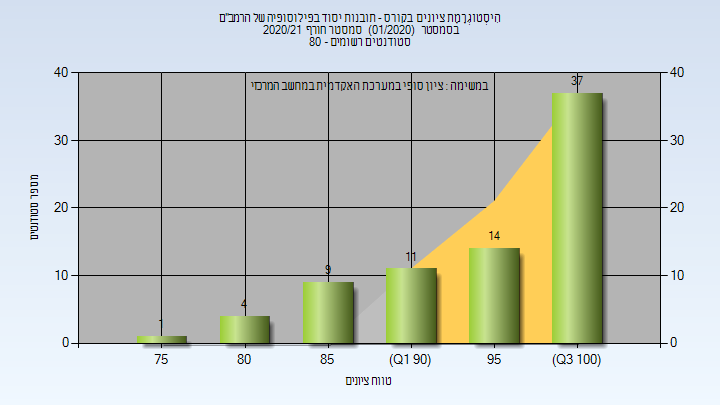 היסטוגרמת ציונים בקורס - תובנות יסוד בפילוסופיה של הרמב"ם
בסמסטר (01/2020) סמסטר חורף 2020/21
סטודנטים רשומים - 80
במשימה : ציון סופי במערכת האקדמית במחשב המרכזי
מספר סטודנטים
40 40
30 30
20 20
10 10
0 0
1 4 9 11 14 37
75 80 85 (Q1 90) 95 (Q3 100)
טווח ציונים